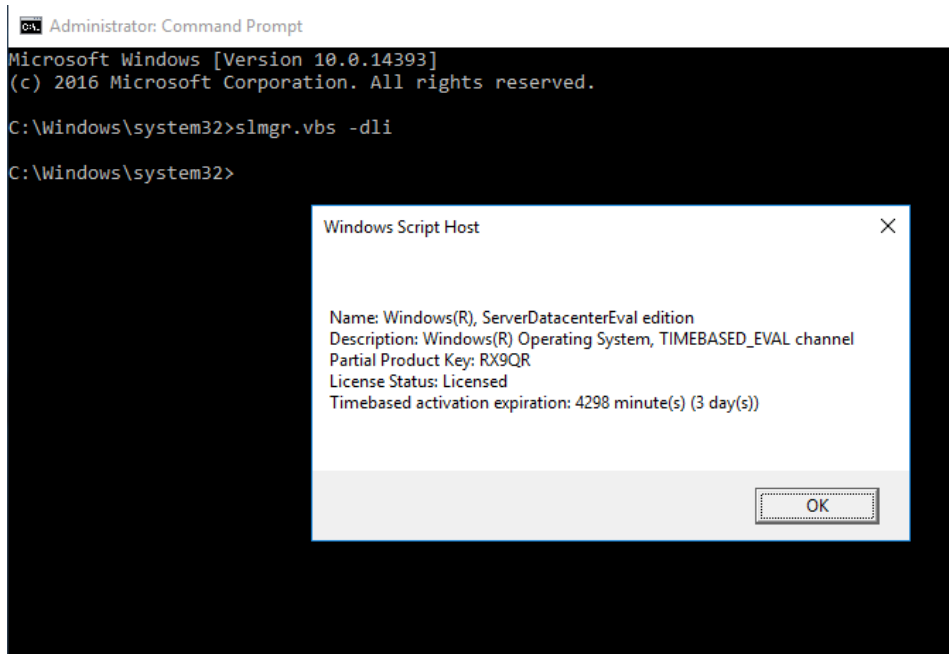 Administrator: Command Prompt
Microsoft Windows [Version 10.0.14393]
(c) 2016 Microsoft Corporation. All rights reserved.
C:\Windows\system32>slmgr.vbs -dli
C:\Windows\system32>
Windows Script Host
Name: Windows(R), ServerDatacenterEval edition
Description: Windows(R) Operating System, TIMEBASED_EVAL channel
Partial Product Key: RX9QR
License Status: Licensed
Timebased activation expiration: 4298 minute(s) (3 day(s))
OK